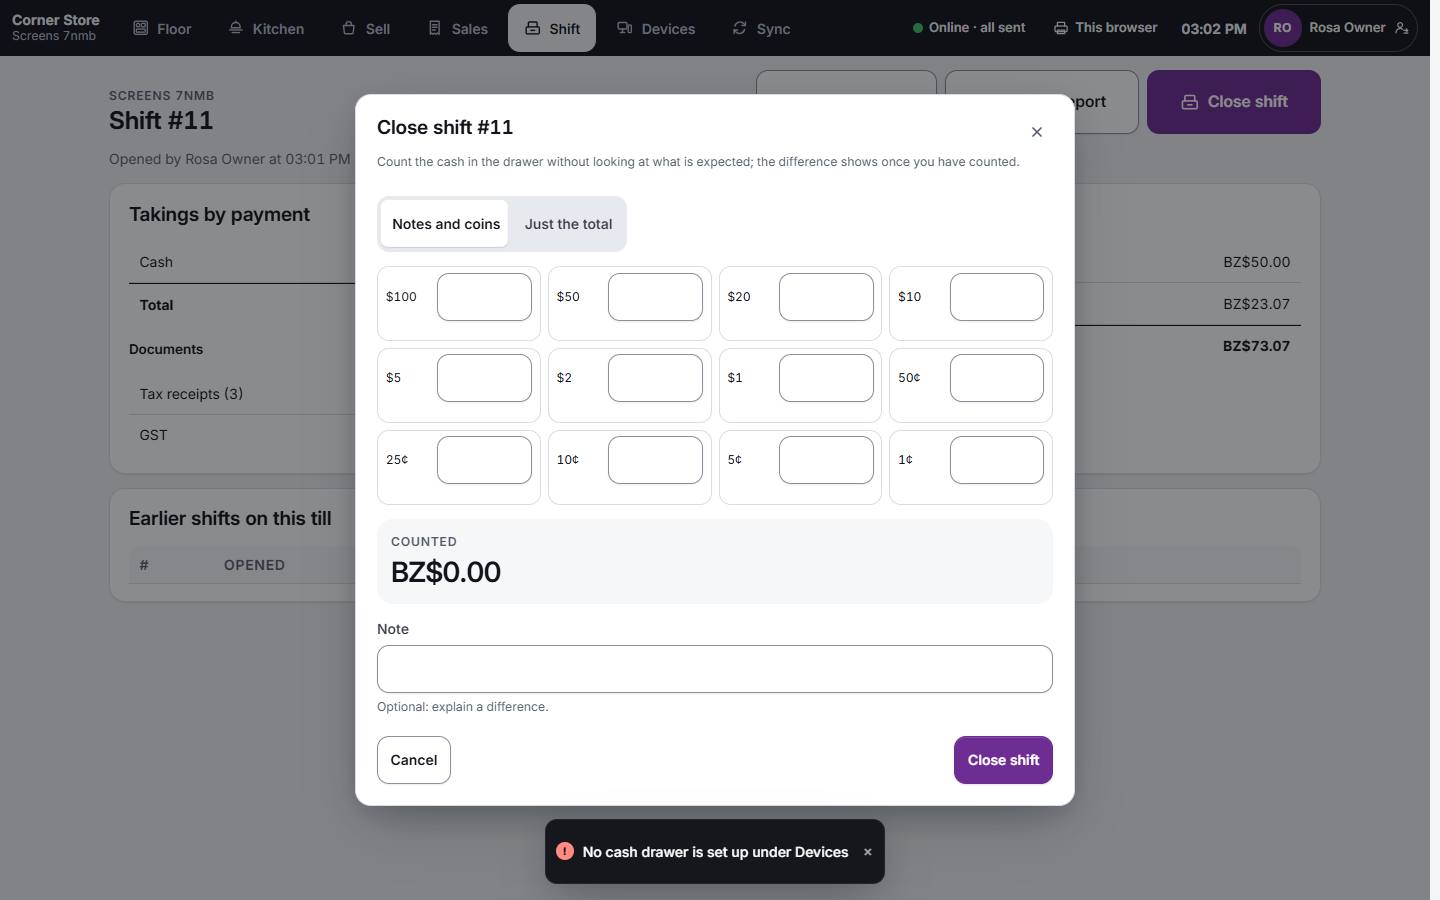 Corner Store
Screens 7nmb
Floor
Kitchen
Sell
Sales
Shift
Devices
Sync
Online · all sent
This browser
03:02 PM
RO
Rosa Owner
SCREENS 7NMB
Shift #11
Opened by Rosa Owner at 03:01 PM
Close shift
Takings by payment
Cash
Total
Documents
Tax receipts (3)
GST
BZ$50.00
BZ$23.07
BZ$73.07
Earlier shifts on this till
#
OPENED
Close shift #11
×
Count the cash in the drawer without looking at what is expected; the difference shows once you have counted.
Notes and coins
Just the total
$100
$50
$20
$10
$5
$2
$1
50¢
25¢
10¢
5¢
1¢
COUNTED
BZ$0.00
Note
Optional: explain a difference.
Cancel
Close shift
! No cash drawer is set up under Devices ×